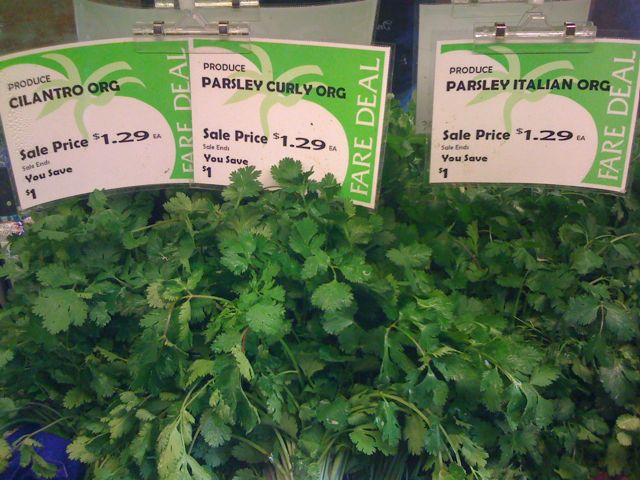 PRODUCE
CILANTRO ORG
Sale Price $1.29 EA
Sale Ends
You Save
$1
FARE DEAL
PRODUCE
PARSLEY CURLY ORG
Sale Price $1.29 EA
Sale Ends
You Save
$1
FARE DEAL
PRODUCE
PARSLEY ITALIAN ORG
Sale Price $1.29 EA
Sale Ends
You Save
$1
FARE DEAL